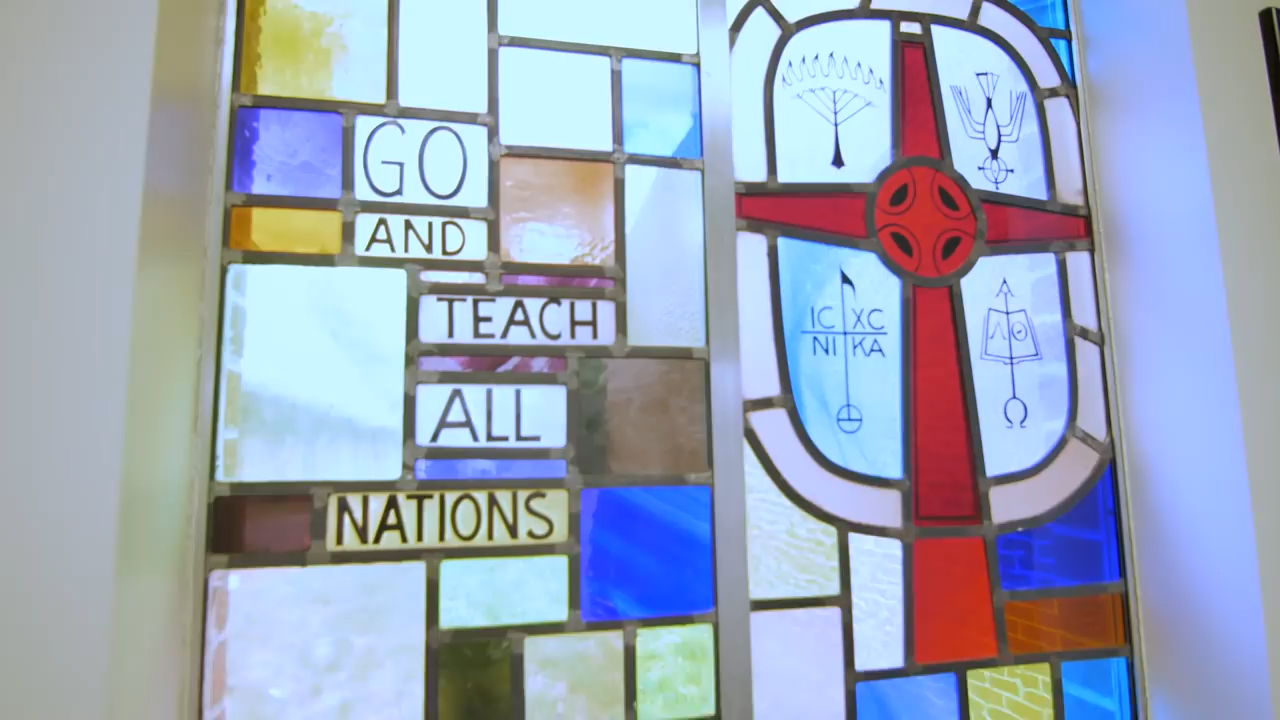 GO
AND
TEACH
ALL
NATIONS
IC XC
NI KA
Λ Θ
Ω